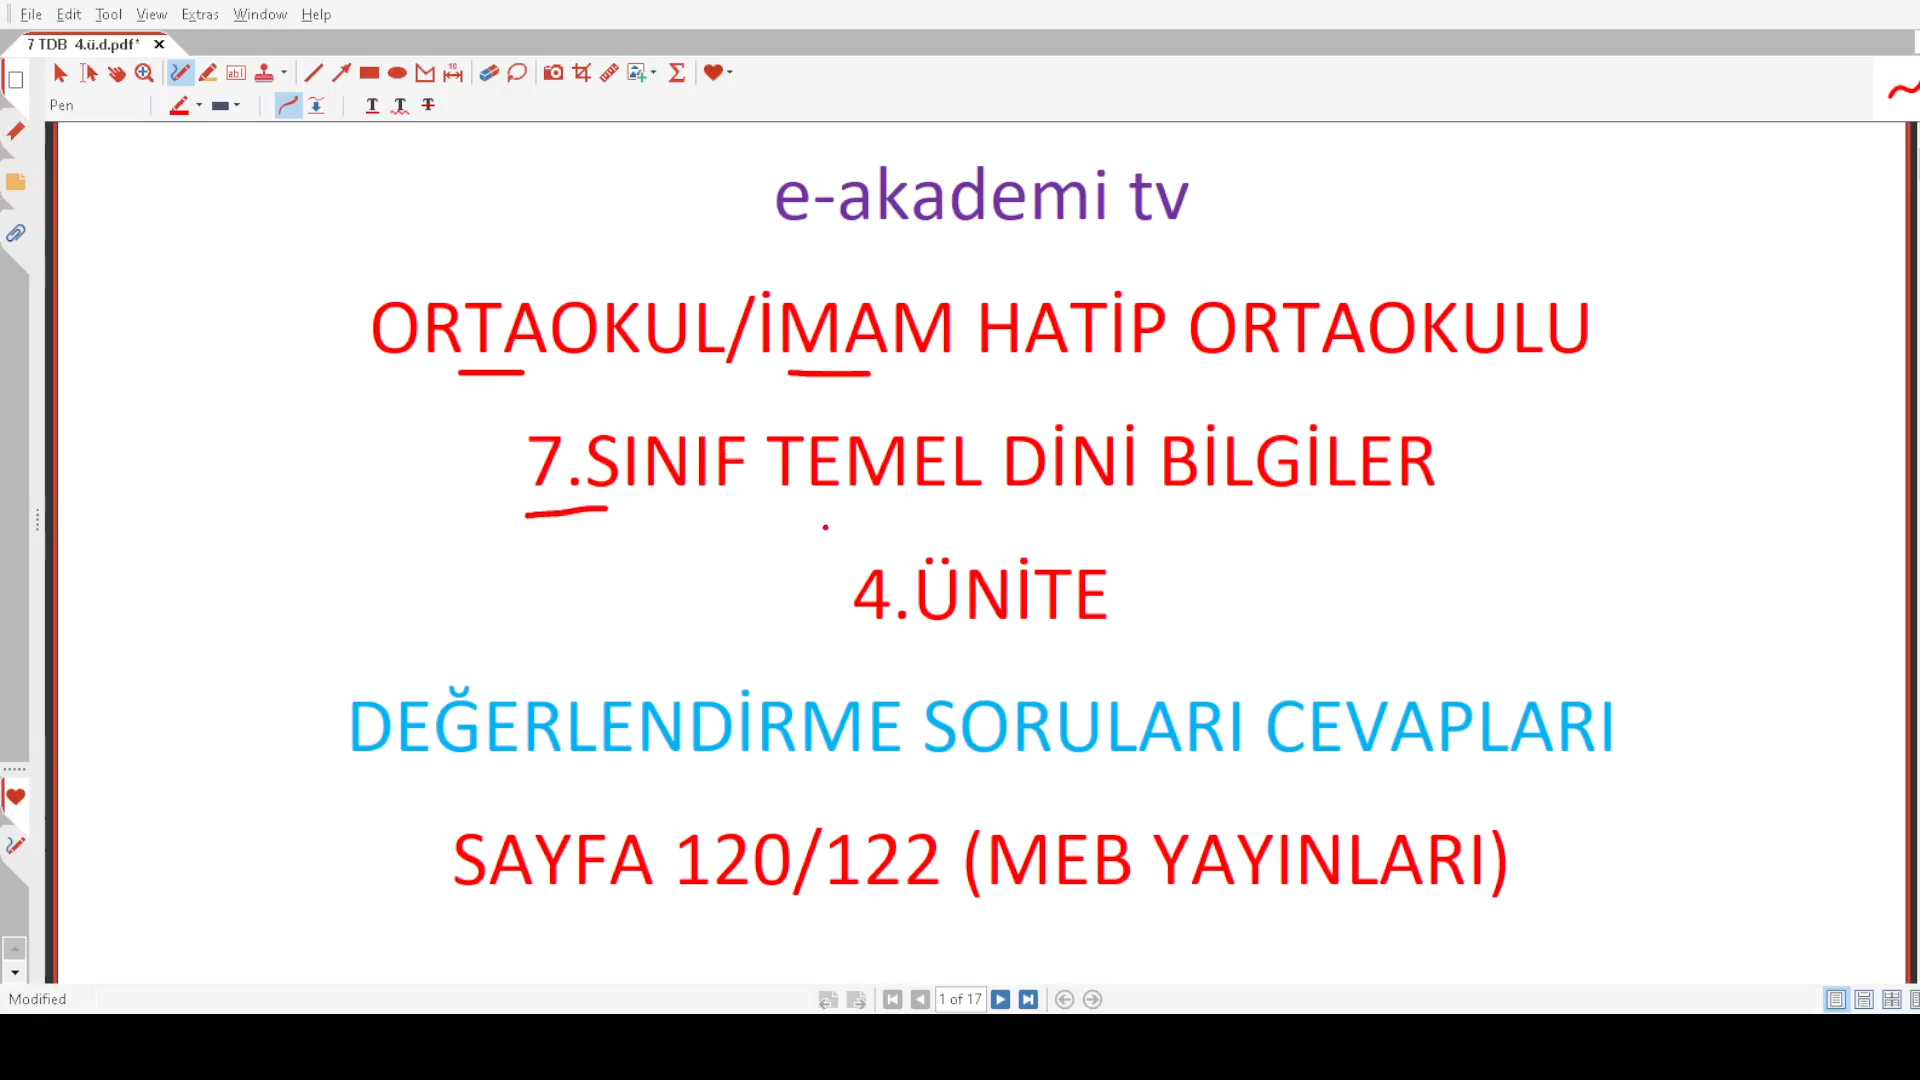 File Edit Tool View Extras Window Help
7 TDB 4.ü.d.pdf*
Pen
e-akademi tv
ORTAOKUL/İMAM HATİP ORTAOKULU
7.SINIF TEMEL DİNİ BİLGİLER
4.ÜNİTE
DEĞERLENDİRME SORULARI CEVAPLARI
SAYFA 120/122 (MEB YAYINLARI)
Modified
1 of 17